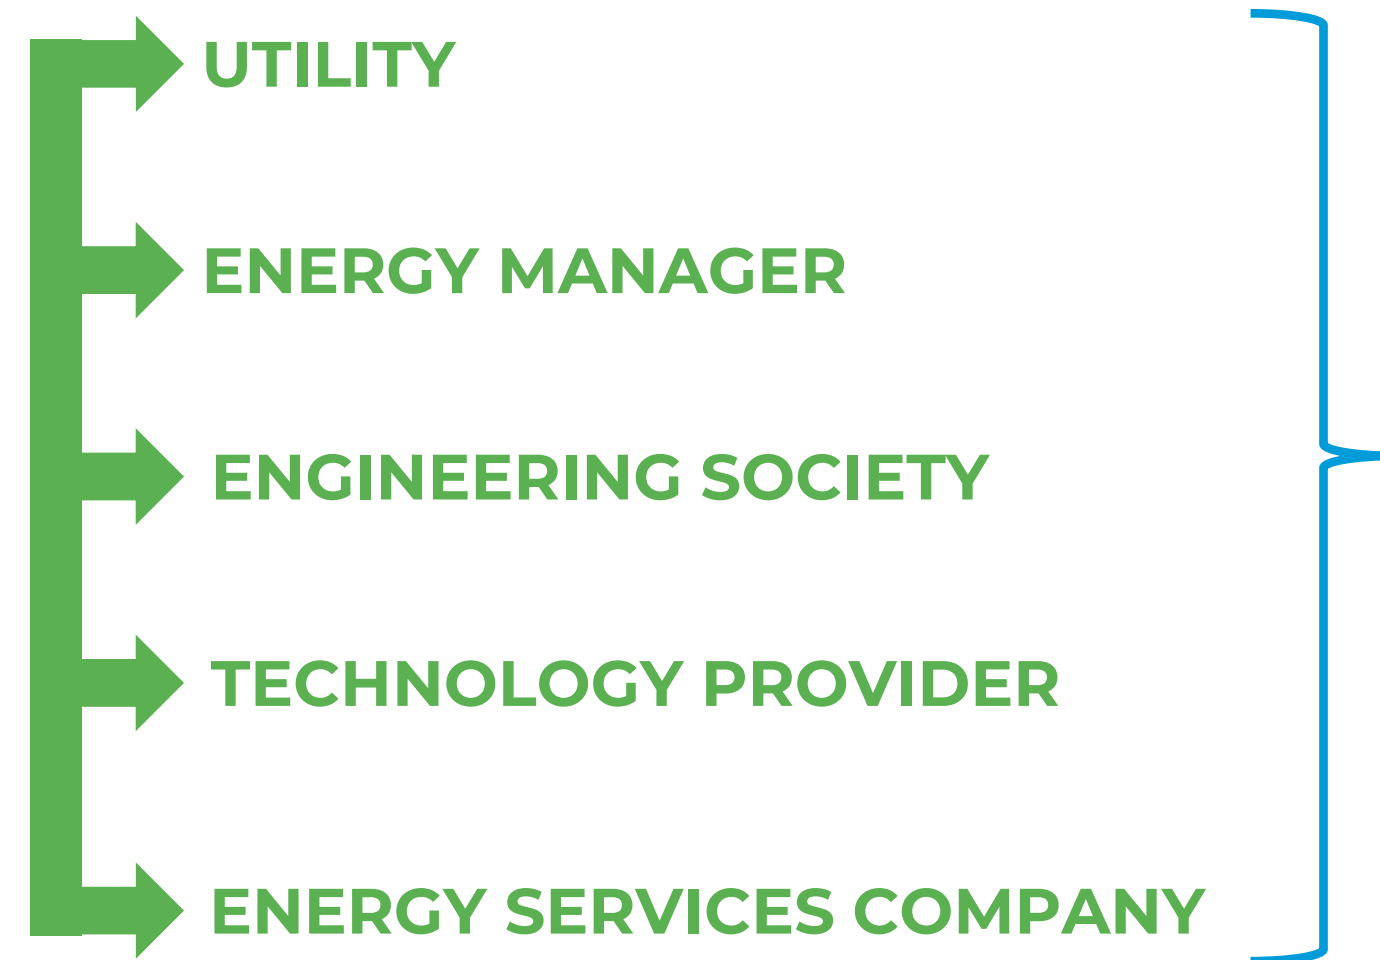 UTILITY
ENERGY MANAGER
ENGINEERING SOCIETY
TECHNOLOGY PROVIDER
ENERGY SERVICES COMPANY